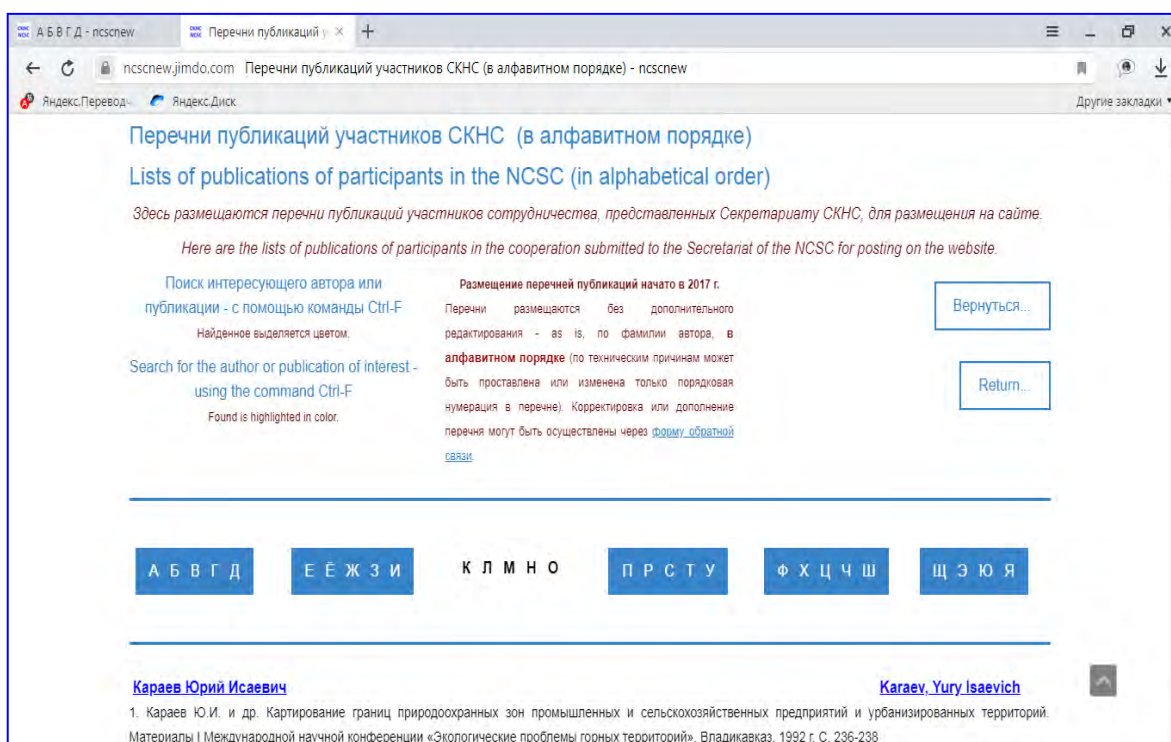 А Б В Г Д - ncscnew
Перечни публикаций у
ncscnew.jimdo.com Перечни публикаций участников СКНС (в алфавитном порядке) - ncscnew
Яндекс.Перевод
Яндекс.Диск
Другие закладки
Перечни публикаций участников СКНС (в алфавитном порядке)
Lists of publications of participants in the NCSC (in alphabetical order)
Здесь размещаются перечни публикаций участников сотрудничества, представленных Секретариату СКНС, для размещения на сайте.
Here are the lists of publications of participants in the cooperation submitted to the Secretariat of the NCSC for posting on the website.
Поиск интересующего автора или
публикации - с помощью команды Ctrl-F
Найденное выделяется цветом.
Search for the author or publication of interest -
using the command Ctrl-F
Found is highlighted in color.
Размещение перечней публикаций начато в 2017 г.
Перечни размещаются без дополнительного
редактирования - as is, по фамилии автора, в
алфавитном порядке (по техническим причинам может
быть проставлена или изменена только порядковая
нумерация в перечне). Корректировка или дополнение
перечня могут быть осуществлены через форму обратной
связи.
Вернуться...
Return...
А Б В Г Д
Е Ё Ж З И
К Л М Н О
П Р С Т У
Ф Х Ц Ч Ш
Щ Э Ю Я
Караев Юрий Исаевич
Karaev, Yury Isaevich
1. Караев Ю.И. и др. Картирование границ природоохранных зон промышленных и сельскохозяйственных предприятий и урбанизированных территорий.
Материалы I Международной научной конференции «Экологические проблемы горных территорий». Владикавказ, 1992 г. С. 236-238